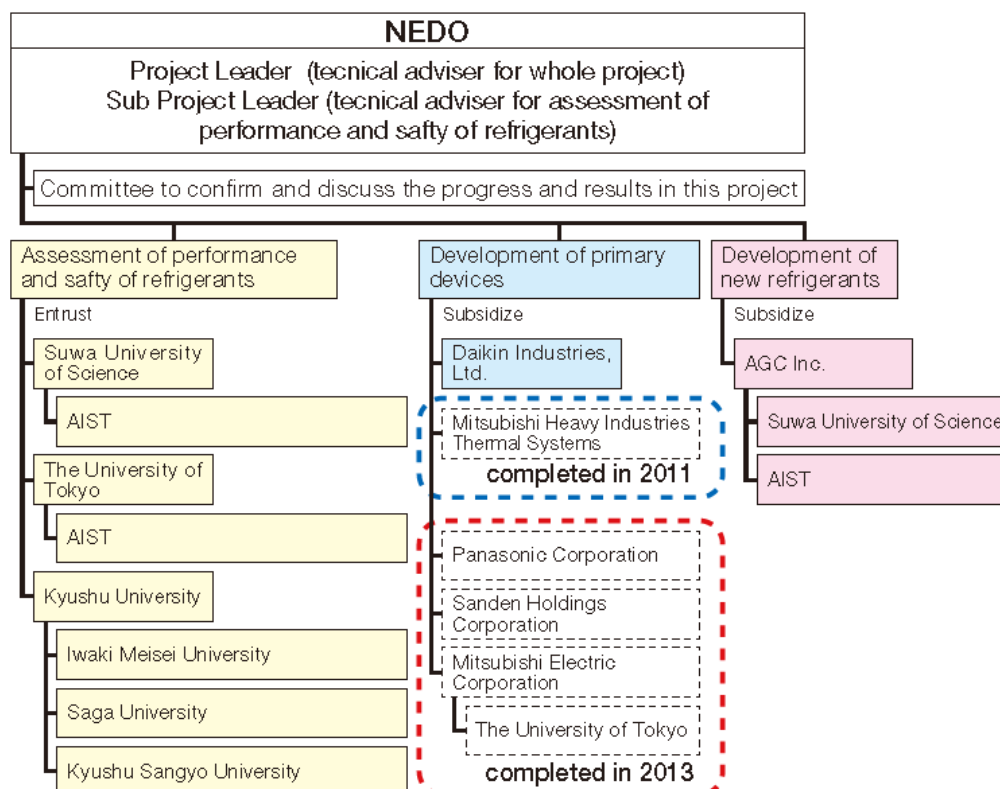 NEDO
Project Leader (tecnical adviser for whole project)
Sub Project Leader (tecnical adviser for assessment of
performance and safty of refrigerants)
Committee to confirm and discuss the progress and results in this project
Assessment of performance
and safty of refrigerants
Entrust
Suwa University
of Science
AIST
The University of
Tokyo
AIST
Kyushu University
Iwaki Meisei University
Saga University
Kyushu Sangyo University
Development of primary
devices
Subsidize
Daikin Industries,
Ltd.
Mitsubishi Heavy Industries
Thermal Systems
completed in 2011
Panasonic Corporation
Sanden Holdings
Corporation
Mitsubishi Electric
Corporation
The University of Tokyo
completed in 2013
Development of
new refrigerants
Subsidize
AGC Inc.
Suwa University of Science
AIST